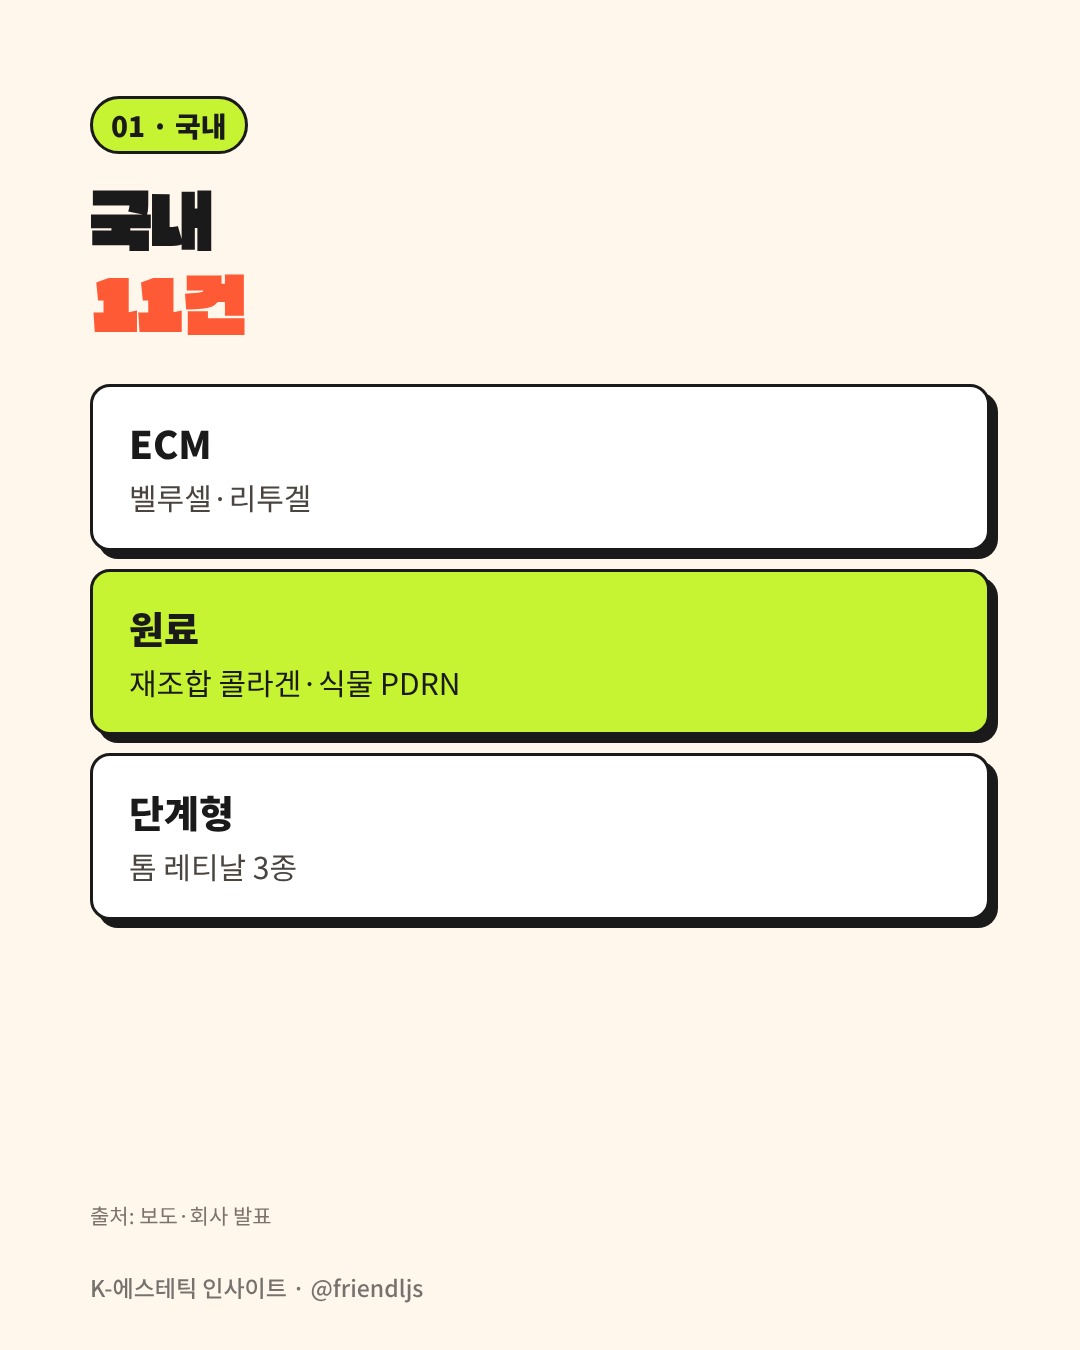 01 · 국내
국내
11건
ECM
벨루셀·리투겔
원료
재조합 콜라겐·식물 PDRN
단계형
톰 레티날 3종
출처: 보도·회사 발표
K-에스테틱 인사이트 · @friendljs